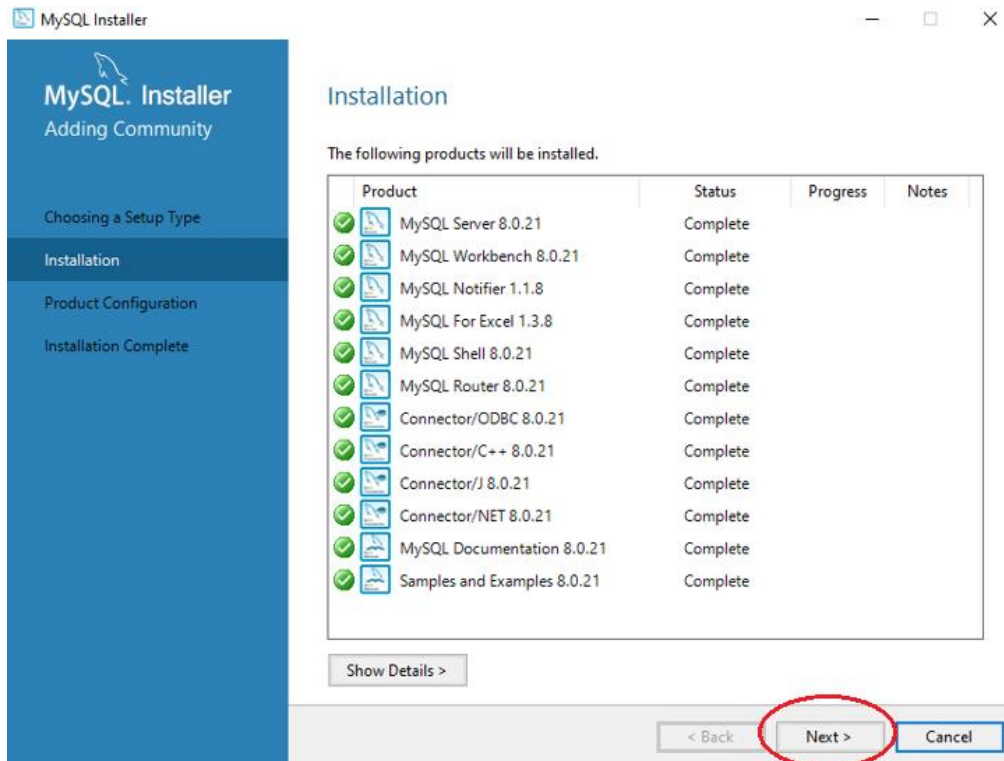 MySQL Installer
MySQL. Installer
Adding Community
Choosing a Setup Type
Installation
Product Configuration
Installation Complete
Installation
The following products will be installed.
Product Status Progress Notes
MySQL Server 8.0.21 Complete
MySQL Workbench 8.0.21 Complete
MySQL Notifier 1.1.8 Complete
MySQL For Excel 1.3.8 Complete
MySQL Shell 8.0.21 Complete
MySQL Router 8.0.21 Complete
Connector/ODBC 8.0.21 Complete
Connector/C++ 8.0.21 Complete
Connector/J 8.0.21 Complete
Connector/NET 8.0.21 Complete
MySQL Documentation 8.0.21 Complete
Samples and Examples 8.0.21 Complete
Show Details >
< Back Next > Cancel